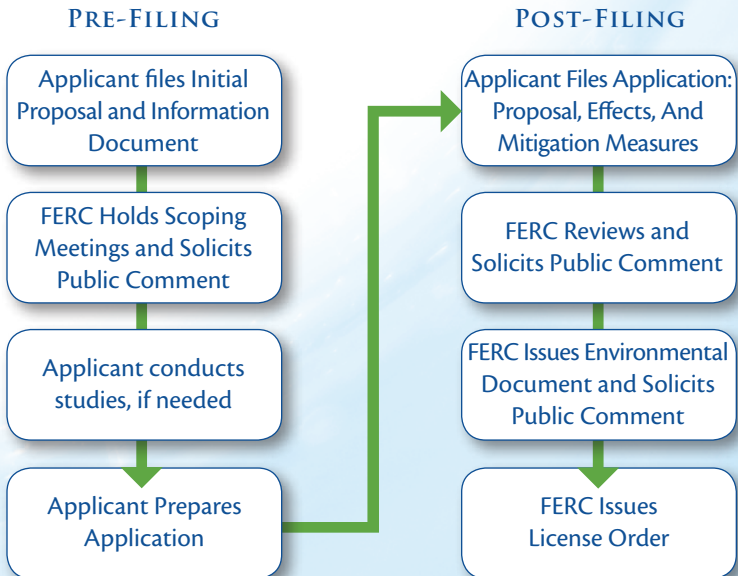 PRE-FILING
Applicant files Initial
Proposal and Information
Document
FERC Holds Scoping
Meetings and Solicits
Public Comment
Applicant conducts
studies, if needed
Applicant Prepares
Application
POST-FILING
Applicant Files Application:
Proposal, Effects, And
Mitigation Measures
FERC Reviews and
Solicits Public Comment
FERC Issues Environmental
Document and Solicits
Public Comment
FERC Issues
License Order